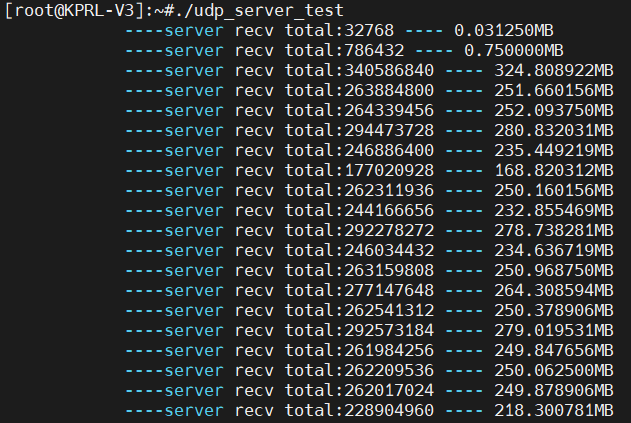 [root@KPRL-V3]:~#./udp_server_test
----server recv total:32768 ---- 0.031250MB
----server recv total:786432 ---- 0.750000MB
----server recv total:340586840 ---- 324.808922MB
----server recv total:263884800 ---- 251.660156MB
----server recv total:264339456 ---- 252.093750MB
----server recv total:294473728 ---- 280.832031MB
----server recv total:246886400 ---- 235.449219MB
----server recv total:177020928 ---- 168.820312MB
----server recv total:262311936 ---- 250.160156MB
----server recv total:244166656 ---- 232.855469MB
----server recv total:292278272 ---- 278.738281MB
----server recv total:246034432 ---- 234.636719MB
----server recv total:263159808 ---- 250.968750MB
----server recv total:277147648 ---- 264.308594MB
----server recv total:262541312 ---- 250.378906MB
----server recv total:292573184 ---- 279.019531MB
----server recv total:261984256 ---- 249.847656MB
----server recv total:262209536 ---- 250.062500MB
----server recv total:262017024 ---- 249.878906MB
----server recv total:228904960 ---- 218.300781MB